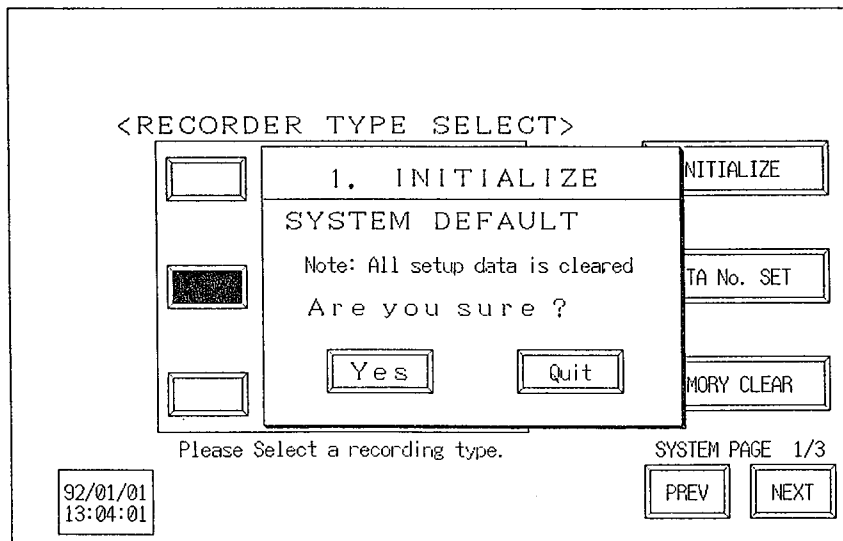 <RECORDER TYPE SELECT>
1. INITIALIZE
NITIALIZE
SYSTEM DEFAULT
Note: All setup data is cleared
TA No. SET
Are you sure ?
Yes
Quit
MORY CLEAR
Please Select a recording type.
SYSTEM PAGE 1/3
92/01/01
13:04:01
PREV
NEXT